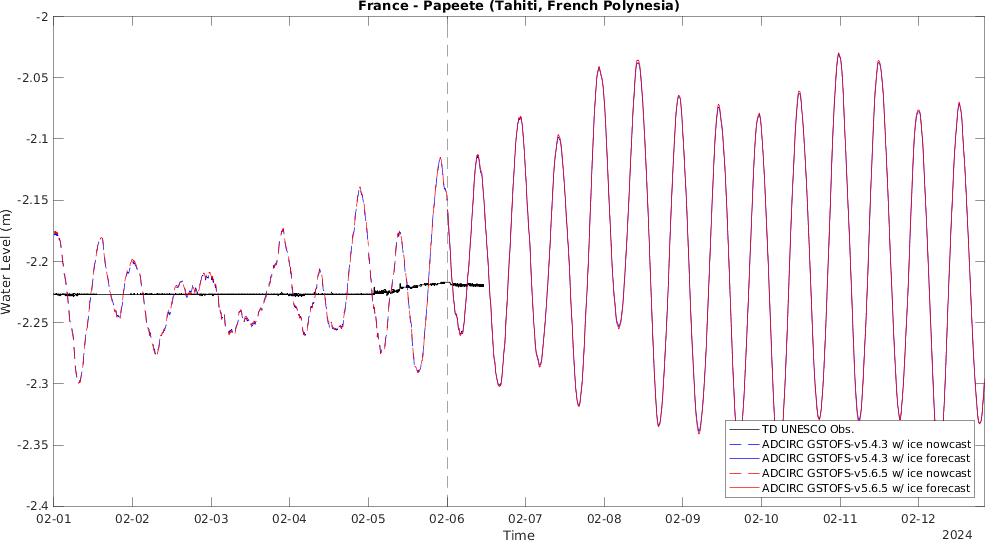 France - Papeete (Tahiti, French Polynesia)
Water Level (m)
-2
-2.05
-2.1
-2.15
-2.2
-2.25
-2.3
-2.35
-2.4
TD UNESCO Obs.
ADCIRC GSTOFS-v5.4.3 w/ ice nowcast
ADCIRC GSTOFS-v5.4.3 w/ ice forecast
ADCIRC GSTOFS-v5.6.5 w/ ice nowcast
ADCIRC GSTOFS-v5.6.5 w/ ice forecast
02-01 02-02 02-03 02-04 02-05 02-06 02-07 02-08 02-09 02-10 02-11 02-12
Time
2024